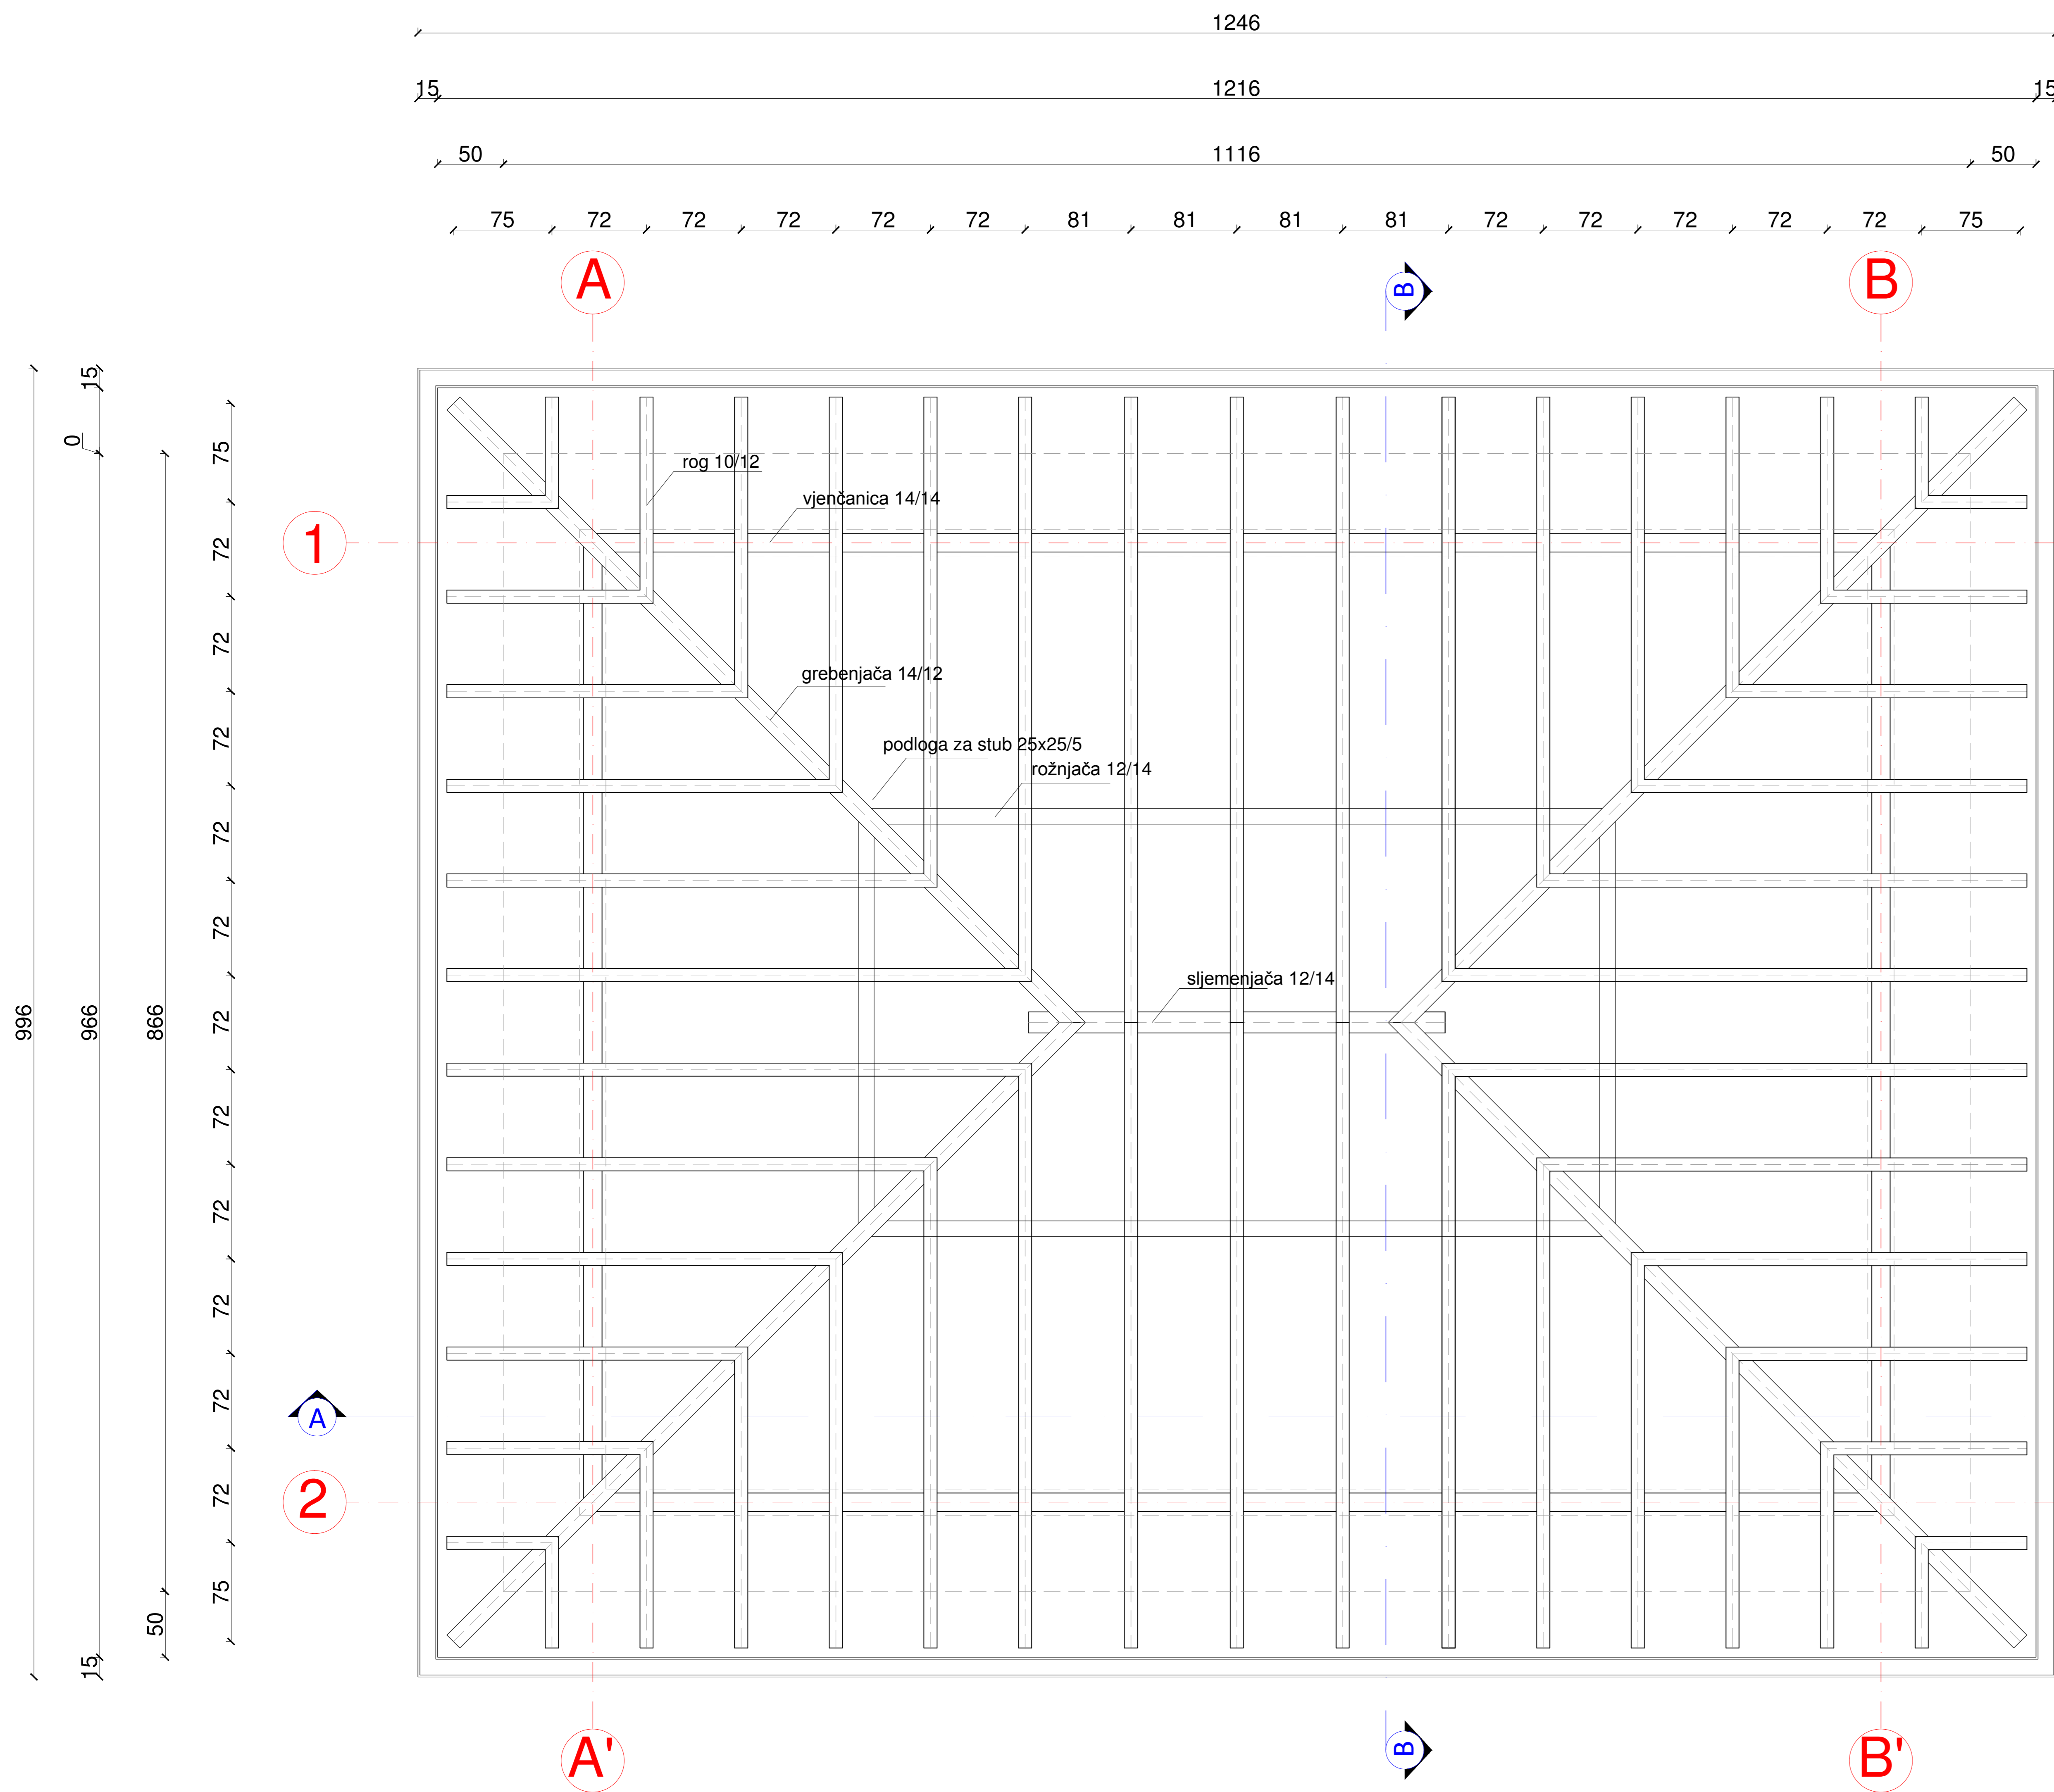 1246
15 1216 15
50 1116 50
75 72 72 72 72 72 81 81 81 81 72 72 72 72 72 75
A B B
15
0
75
rog 10/12
vjenčanica 14/14
1
72
72
grebenjača 14/12
72
podloga za stub 25x25/5
rožnjača 12/14
72
72
sljemenjača 12/14
996 966 866 72
72
72
72
72
A
2
72
75
50
15
A' B B'